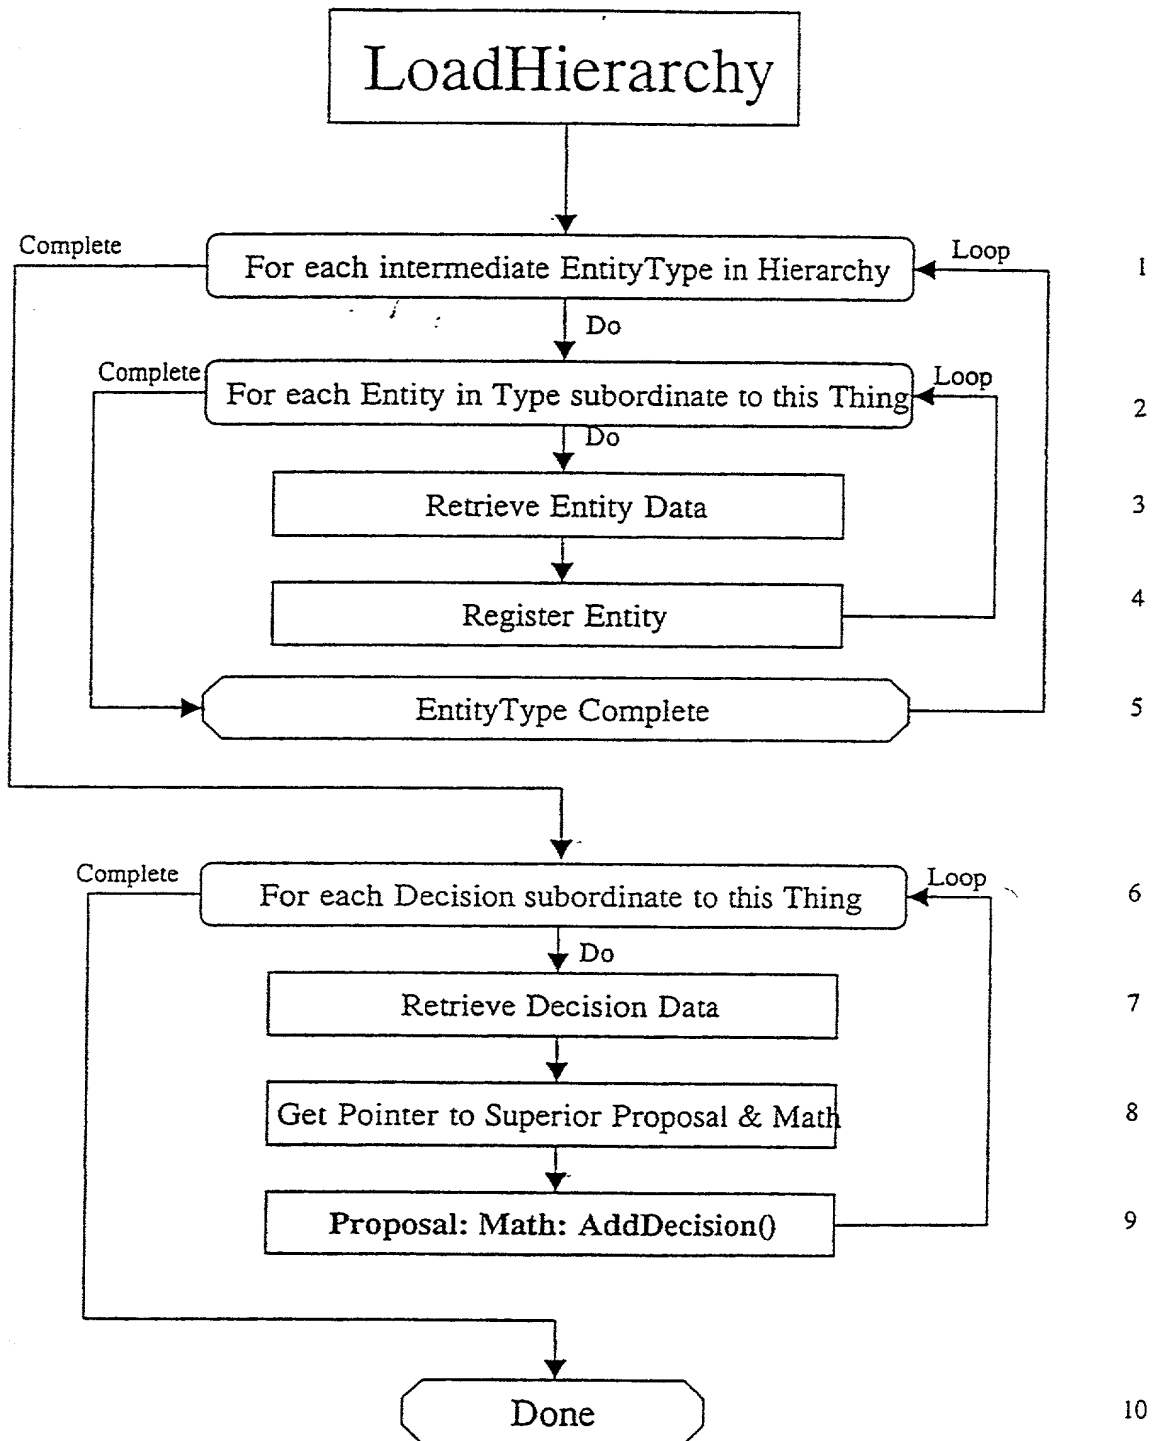 LoadHierarchy
Complete
Loop
For each intermediate EntityType in Hierarchy
1
Do
Complete
Loop
For each Entity in Type subordinate to this Thing
2
Do
Retrieve Entity Data
3
Register Entity
4
EntityType Complete
5
Complete
Loop
For each Decision subordinate to this Thing
6
Do
Retrieve Decision Data
7
Get Pointer to Superior Proposal & Math
8
Proposal: Math: AddDecision()
9
Done
10